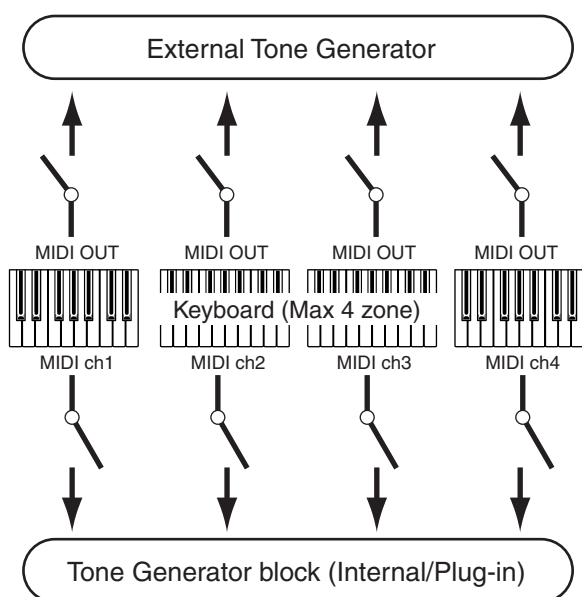 External Tone Generator
MIDI OUT MIDI OUT MIDI OUT MIDI OUT
Keyboard (Max 4 zone)
MIDI ch1 MIDI ch2 MIDI ch3 MIDI ch4
Tone Generator block (Internal/Plug-in)